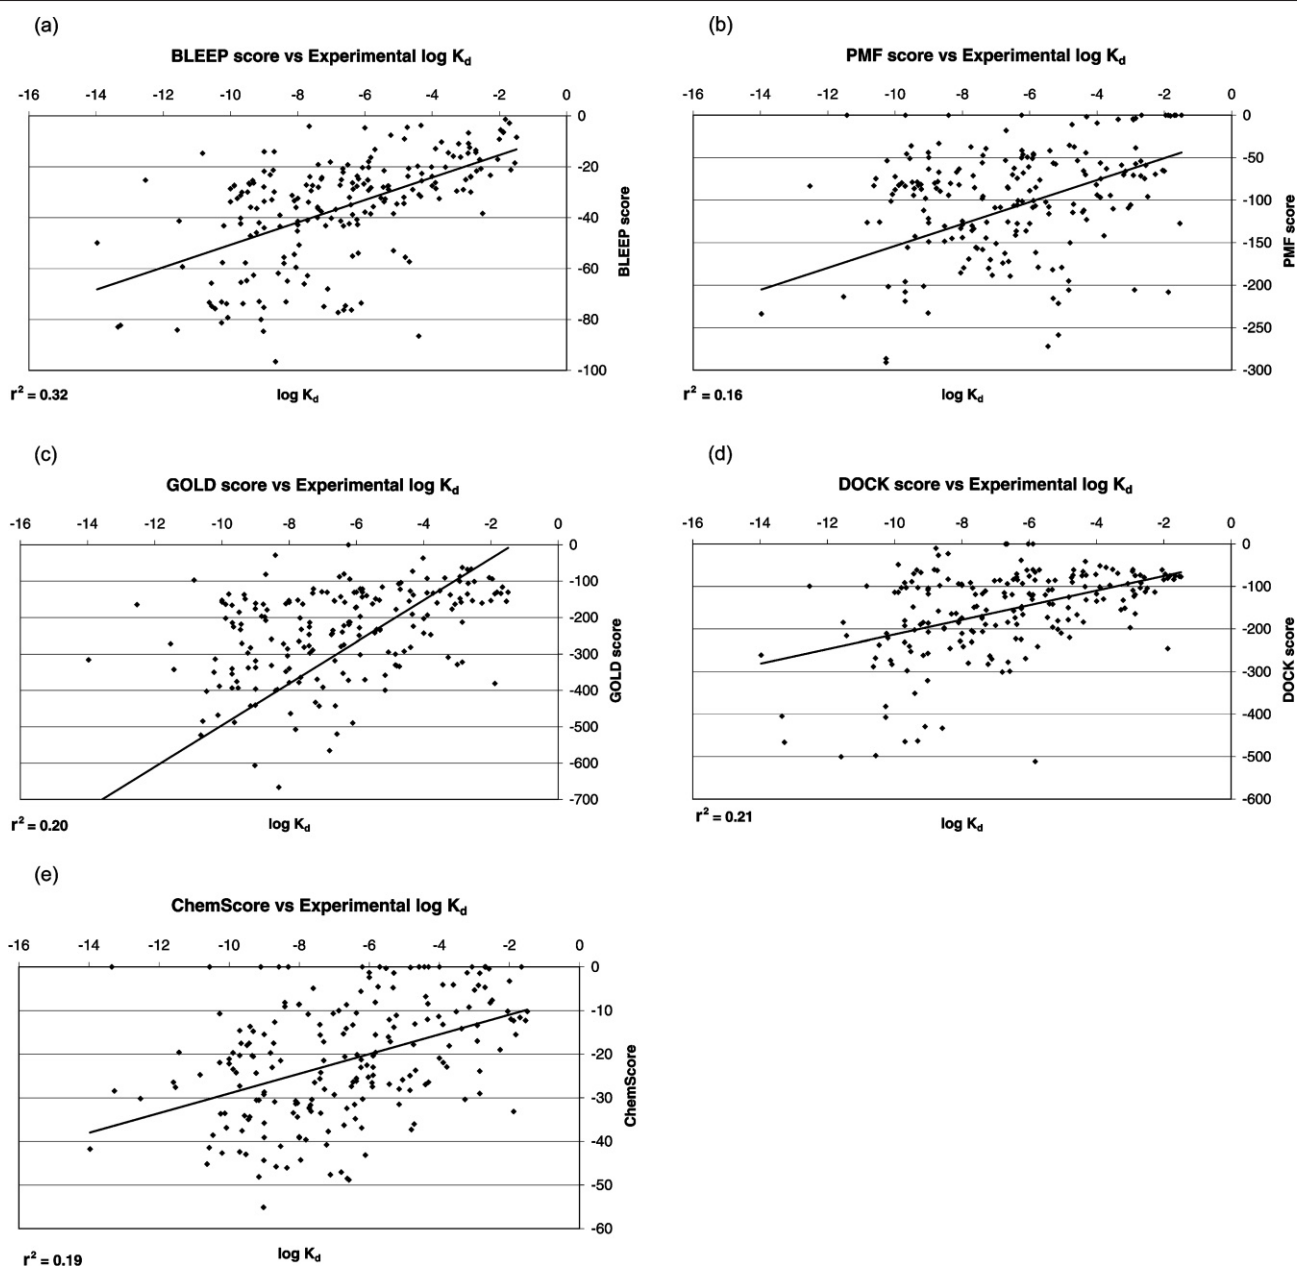 (a)
BLEEP score vs Experimental log Kd
-16 -14 -12 -10 -8 -6 -4 -2 0
0
-20
-40
-60
-80
-100
BLEEP score
r² = 0.32
log Kd
(b)
PMF score vs Experimental log Kd
-16 -14 -12 -10 -8 -6 -4 -2 0
0
-50
-100
-150
-200
-250
-300
PMF score
r² = 0.16
log Kd
(c)
GOLD score vs Experimental log Kd
-16 -14 -12 -10 -8 -6 -4 -2 0
0
-100
-200
-300
-400
-500
-600
-700
GOLD score
r² = 0.20
log Kd
(d)
DOCK score vs Experimental log Kd
-16 -14 -12 -10 -8 -6 -4 -2 0
0
-100
-200
-300
-400
-500
-600
DOCK score
r² = 0.21
log Kd
(e)
ChemScore vs Experimental log Kd
-16 -14 -12 -10 -8 -6 -4 -2 0
0
-10
-20
-30
-40
-50
-60
ChemScore
r² = 0.19
log Kd